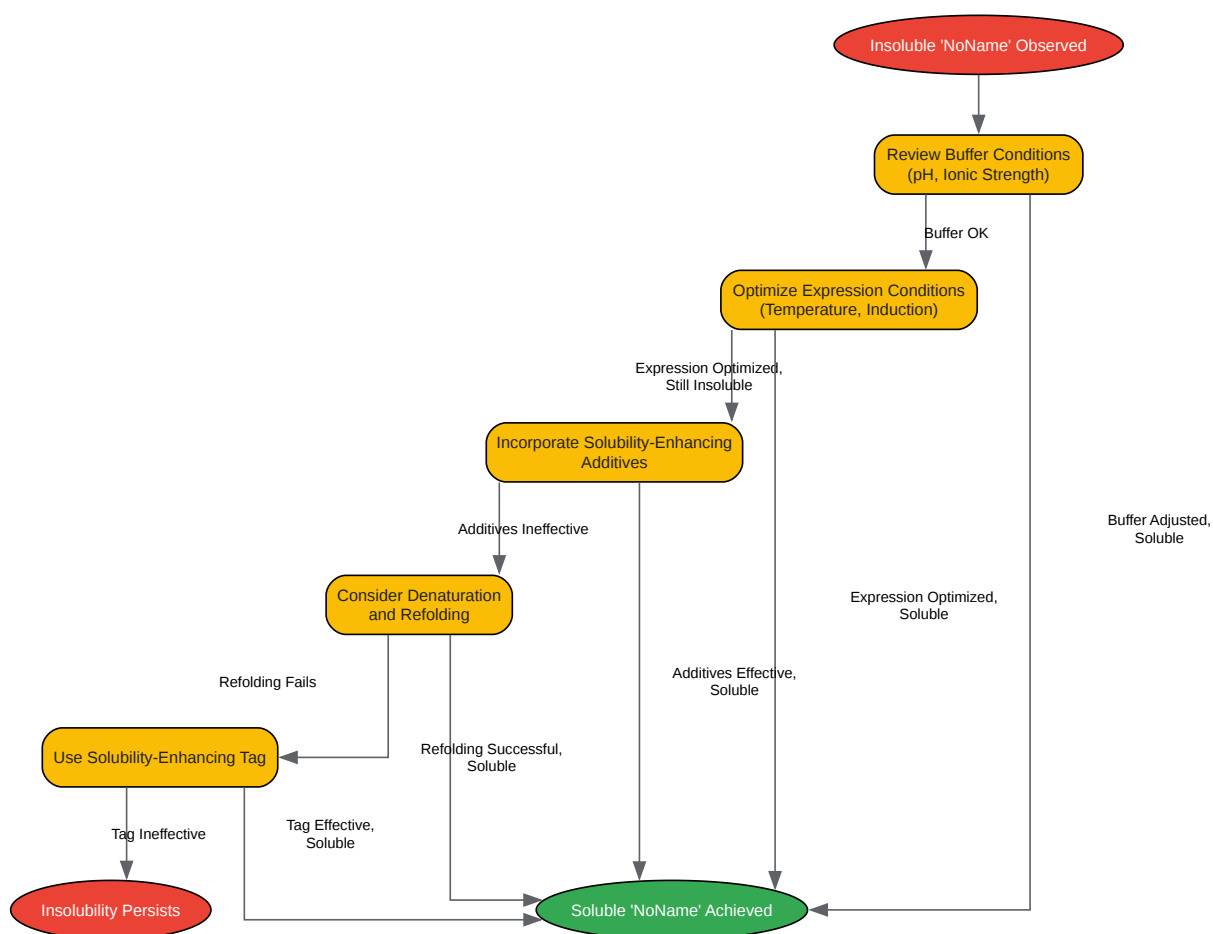 Insoluble 'NoName' Observed
Review Buffer Conditions
(pH, Ionic Strength)
Buffer OK
Optimize Expression Conditions
(Temperature, Induction)
Expression Optimized,
Still Insoluble
Incorporate Solubility-Enhancing
Additives
Buffer Adjusted,
Soluble
Additives Ineffective
Consider Denaturation
and Refolding
Expression Optimized,
Soluble
Refolding Fails
Additives Effective,
Soluble
Use Solubility-Enhancing Tag
Refolding Successful,
Soluble
Tag Ineffective
Tag Effective,
Soluble
Insolubility Persists
Soluble 'NoName' Achieved